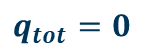 q_tot = 0